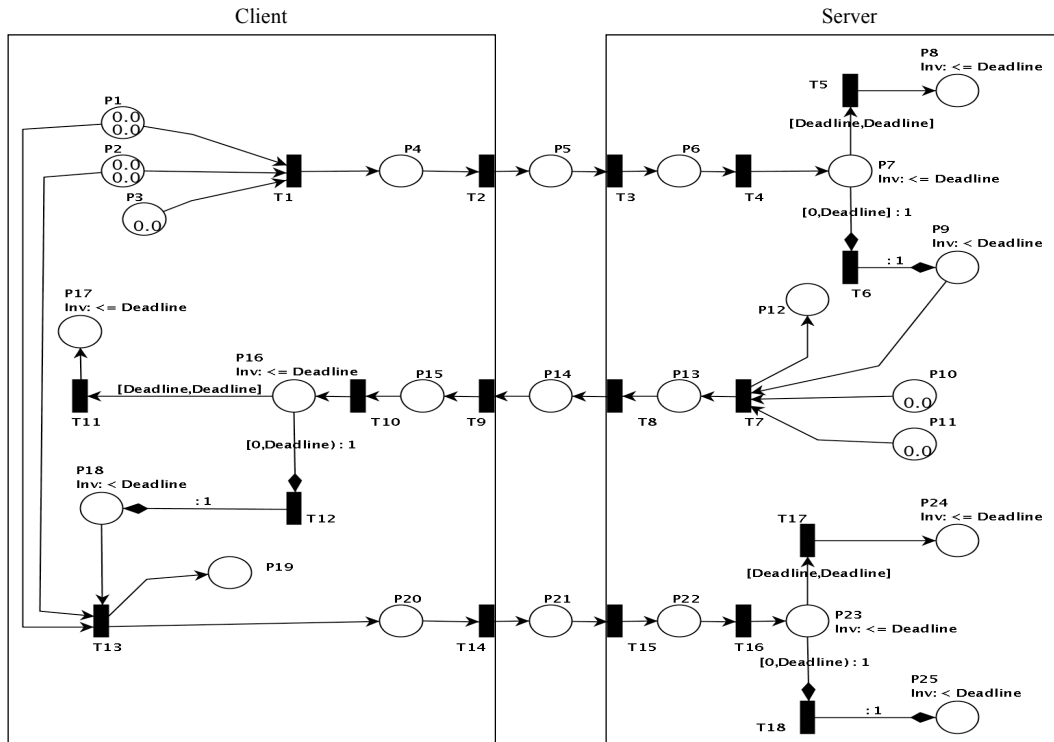 Client
Server
P8
Inv: <= Deadline
T5
P1
0.0
0.0
[Deadline,Deadline]
P2
0.0
0.0
T1
P4
T2
P5
T3
P6
T4
P7
Inv: <= Deadline
P3
0.0
[0,Deadline] : 1
P9
Inv: < Deadline
: 1
T6
P17
Inv: <= Deadline
P12
P16
Inv: <= Deadline
[Deadline,Deadline]
P15
P14
P13
P10
0.0
T11
T10
T9
T8
T7
P11
0.0
[0,Deadline) : 1
P18
Inv: < Deadline
: 1
T12
P24
Inv: <= Deadline
T17
P19
[Deadline,Deadline]
P20
P21
P22
P23
Inv: <= Deadline
T13
T14
T15
T16
[0,Deadline) : 1
P25
Inv: < Deadline
: 1
T18